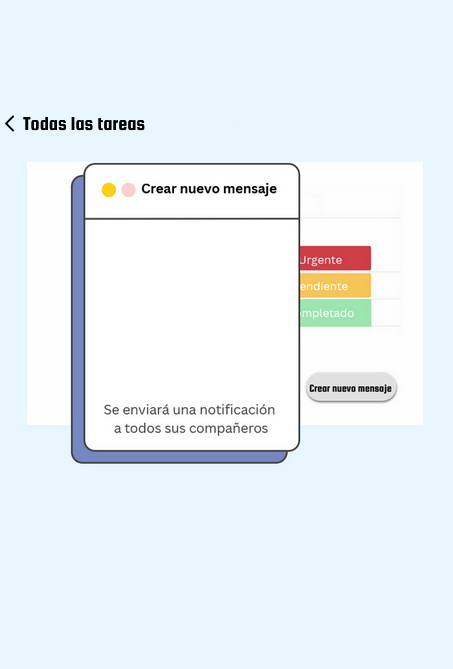 Todas las tareas
Crear nuevo mensaje
Urgente
endiente
mpletado
Crear nuevo mensaje
Se enviará una notificación
a todos sus compañeros